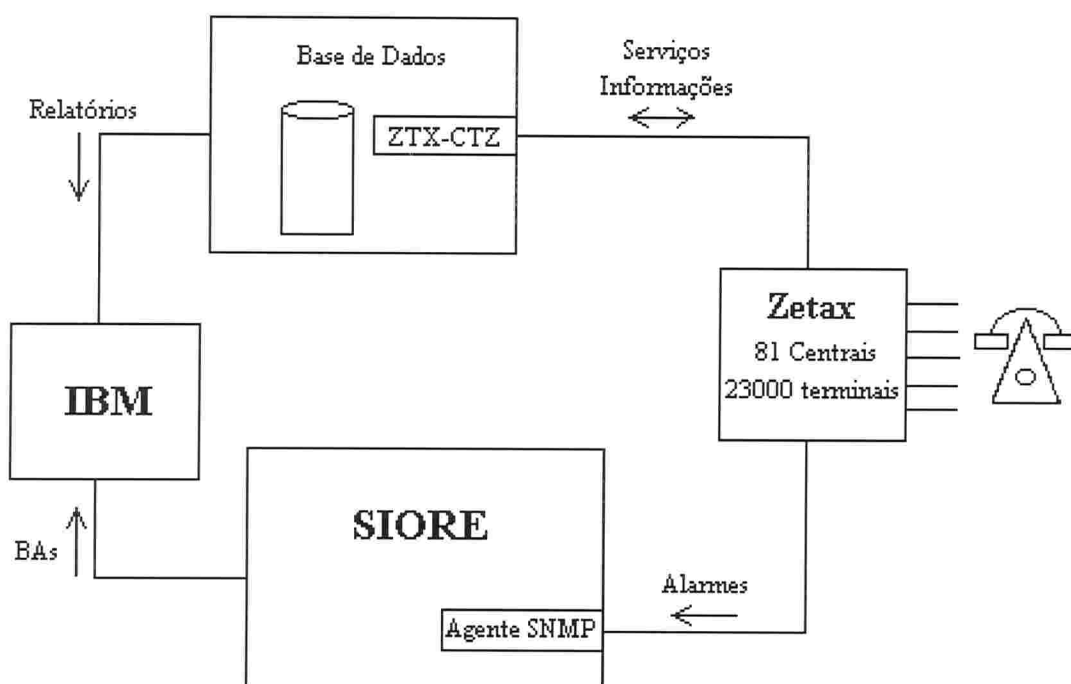 Base de Dados
ZTX-CTZ
Serviços
Informações
Relatórios
Zetax
81 Centrais
23000 terminais
IBM
SIORE
BAs
Alarmes
Agente SNMP